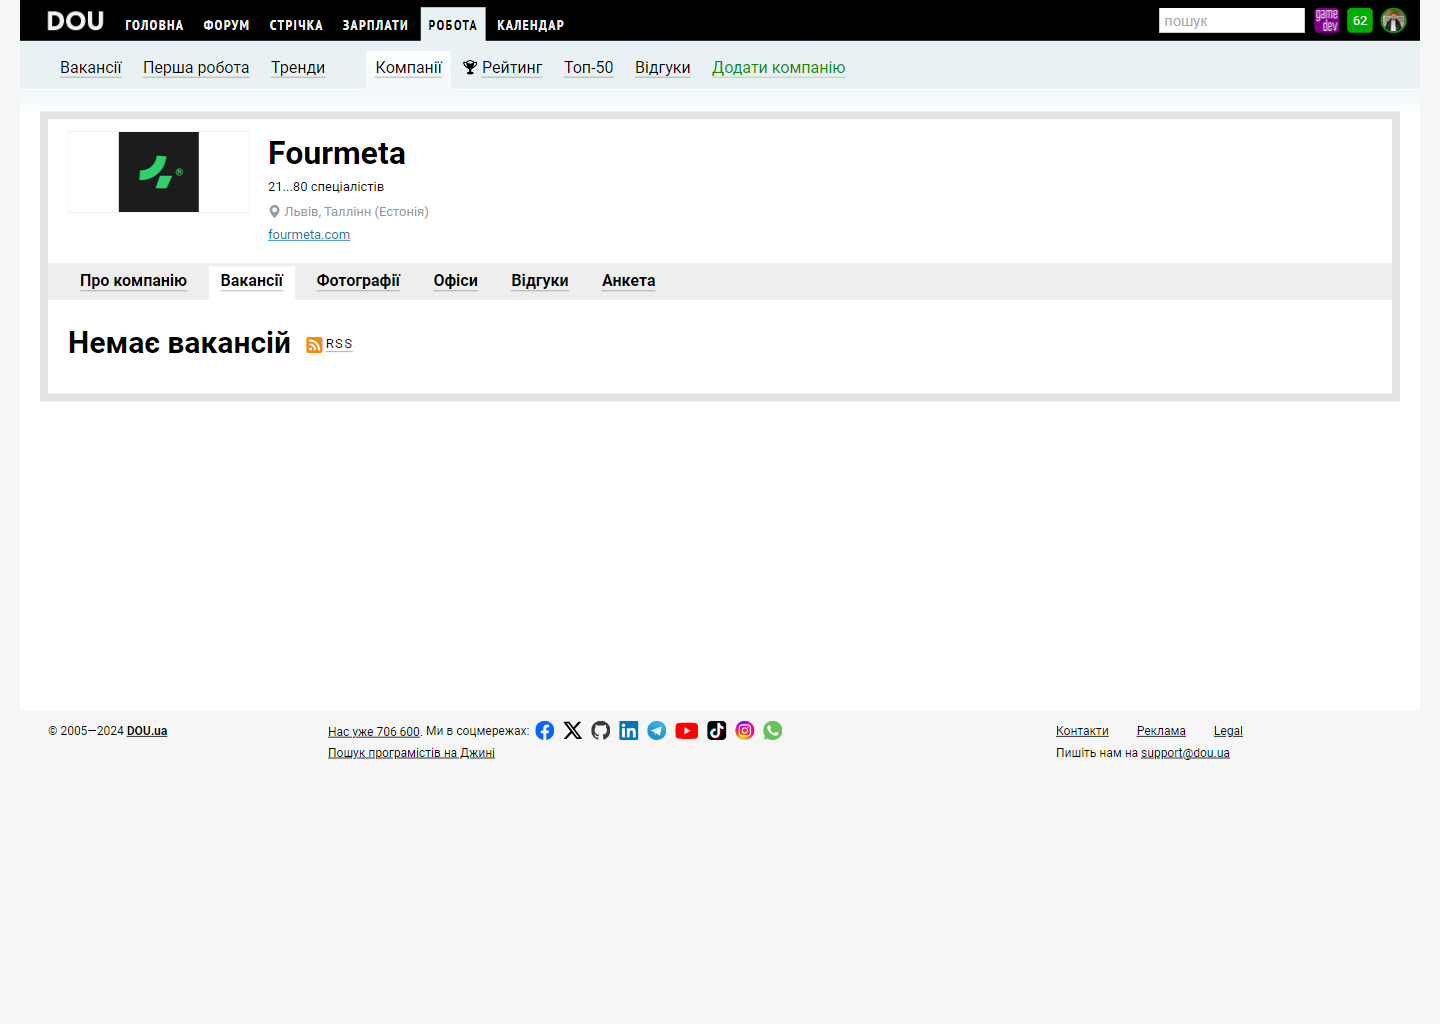 DOU ГОЛОВНА ФОРУМ СТРІЧКА ЗАРПЛАТИ РОБОТА КАЛЕНДАР пошук game dev 62
Вакансії Перша робота Тренди Компанії Рейтинг Топ-50 Відгуки Додати компанію
Fourmeta
21...80 спеціалістів
Львів, Таллінн (Естонія)
fourmeta.com
Про компанію Вакансії Фотографії Офіси Відгуки Анкета
Немає вакансій RSS
© 2005—2024 DOU.ua
Нас уже 706 600. Ми в соцмережах:
Пошук програмістів на Джині
Контакти Реклама Legal
Пишіть нам на support@dou.ua